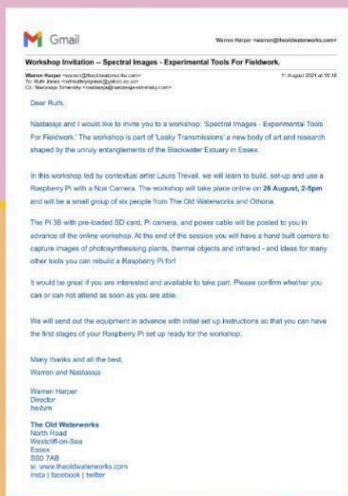 Gmail
Warren Harper <warren@theoldwaterworks.com>
Workshop Invitation -- Spectral Images - Experimental Tools For Fieldwork.
Warren Harper <warren@theoldwaterworks.com>
11 August 2021 at 16:18
To: Ruth Jones
Cc: Nastassja Simensky
Dear Ruth,
Nastassja and I would like to invite you to a workshop: 'Spectral Images - Experimental Tools
For Fieldwork.' The workshop is part of 'Leaky Transmissions' a new body of art and research
shaped by the unruly entanglements of the Blackwater Estuary in Essex.
In this workshop led by contextual artist Laura Trevail, we will learn to build, set-up and use a
Raspberry Pi with a Noir Camera. The workshop will take place online on 26 August, 2-5pm
and will be a small group of six people from The Old Waterworks and Othona.
The Pi 3B with pre-loaded SD card, Pi camera, and power cable will be posted to you in
advance of the online workshop. At the end of the session you will have a hand built camera to
capture images of photosynthesising plants, thermal objects and infrared - and ideas for many
other tools you can rebuild a Raspberry Pi for!
It would be great if you are interested and available to take part. Please confirm whether you
can or can not attend as soon as you are able.
We will send out the equipment in advance with initial set up instructions so that you can have
the first stages of your Raspberry Pi set up ready for the workshop.
Many thanks and all the best,
Warren and Nastassja
Warren Harper
Director
he/him
The Old Waterworks
North Road
Westcliff-on-Sea
Essex
SS0 7AB
w: www.theoldwaterworks.com
insta | facebook | twitter